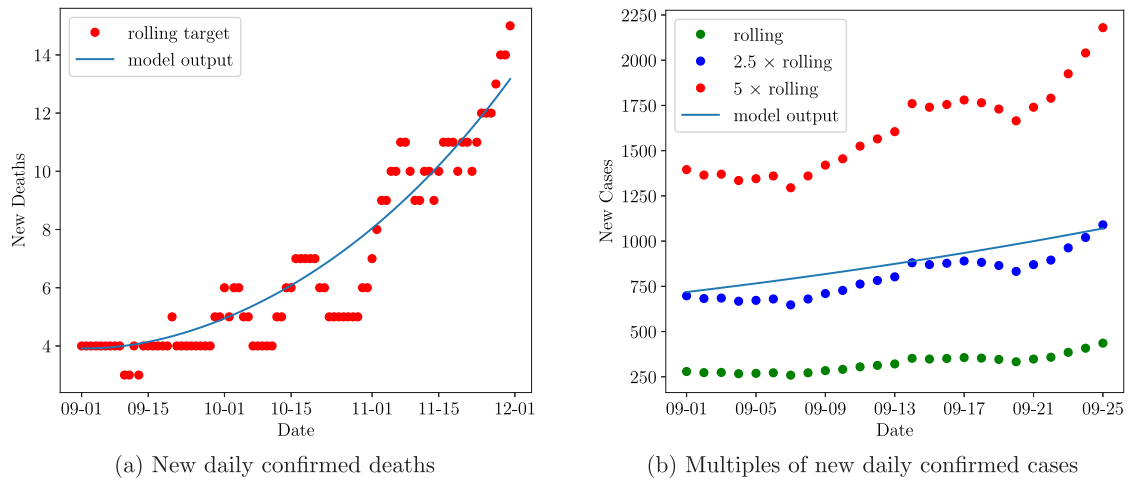 rolling target
model output
14
12
10
8
6
4
New Deaths
09-01 09-15 10-01 10-15 11-01 11-15 12-01
Date
(a) New daily confirmed deaths
rolling
2.5 × rolling
5 × rolling
model output
2250
2000
1750
1500
1250
1000
750
500
250
New Cases
09-01 09-05 09-09 09-13 09-17 09-21 09-25
Date
(b) Multiples of new daily confirmed cases